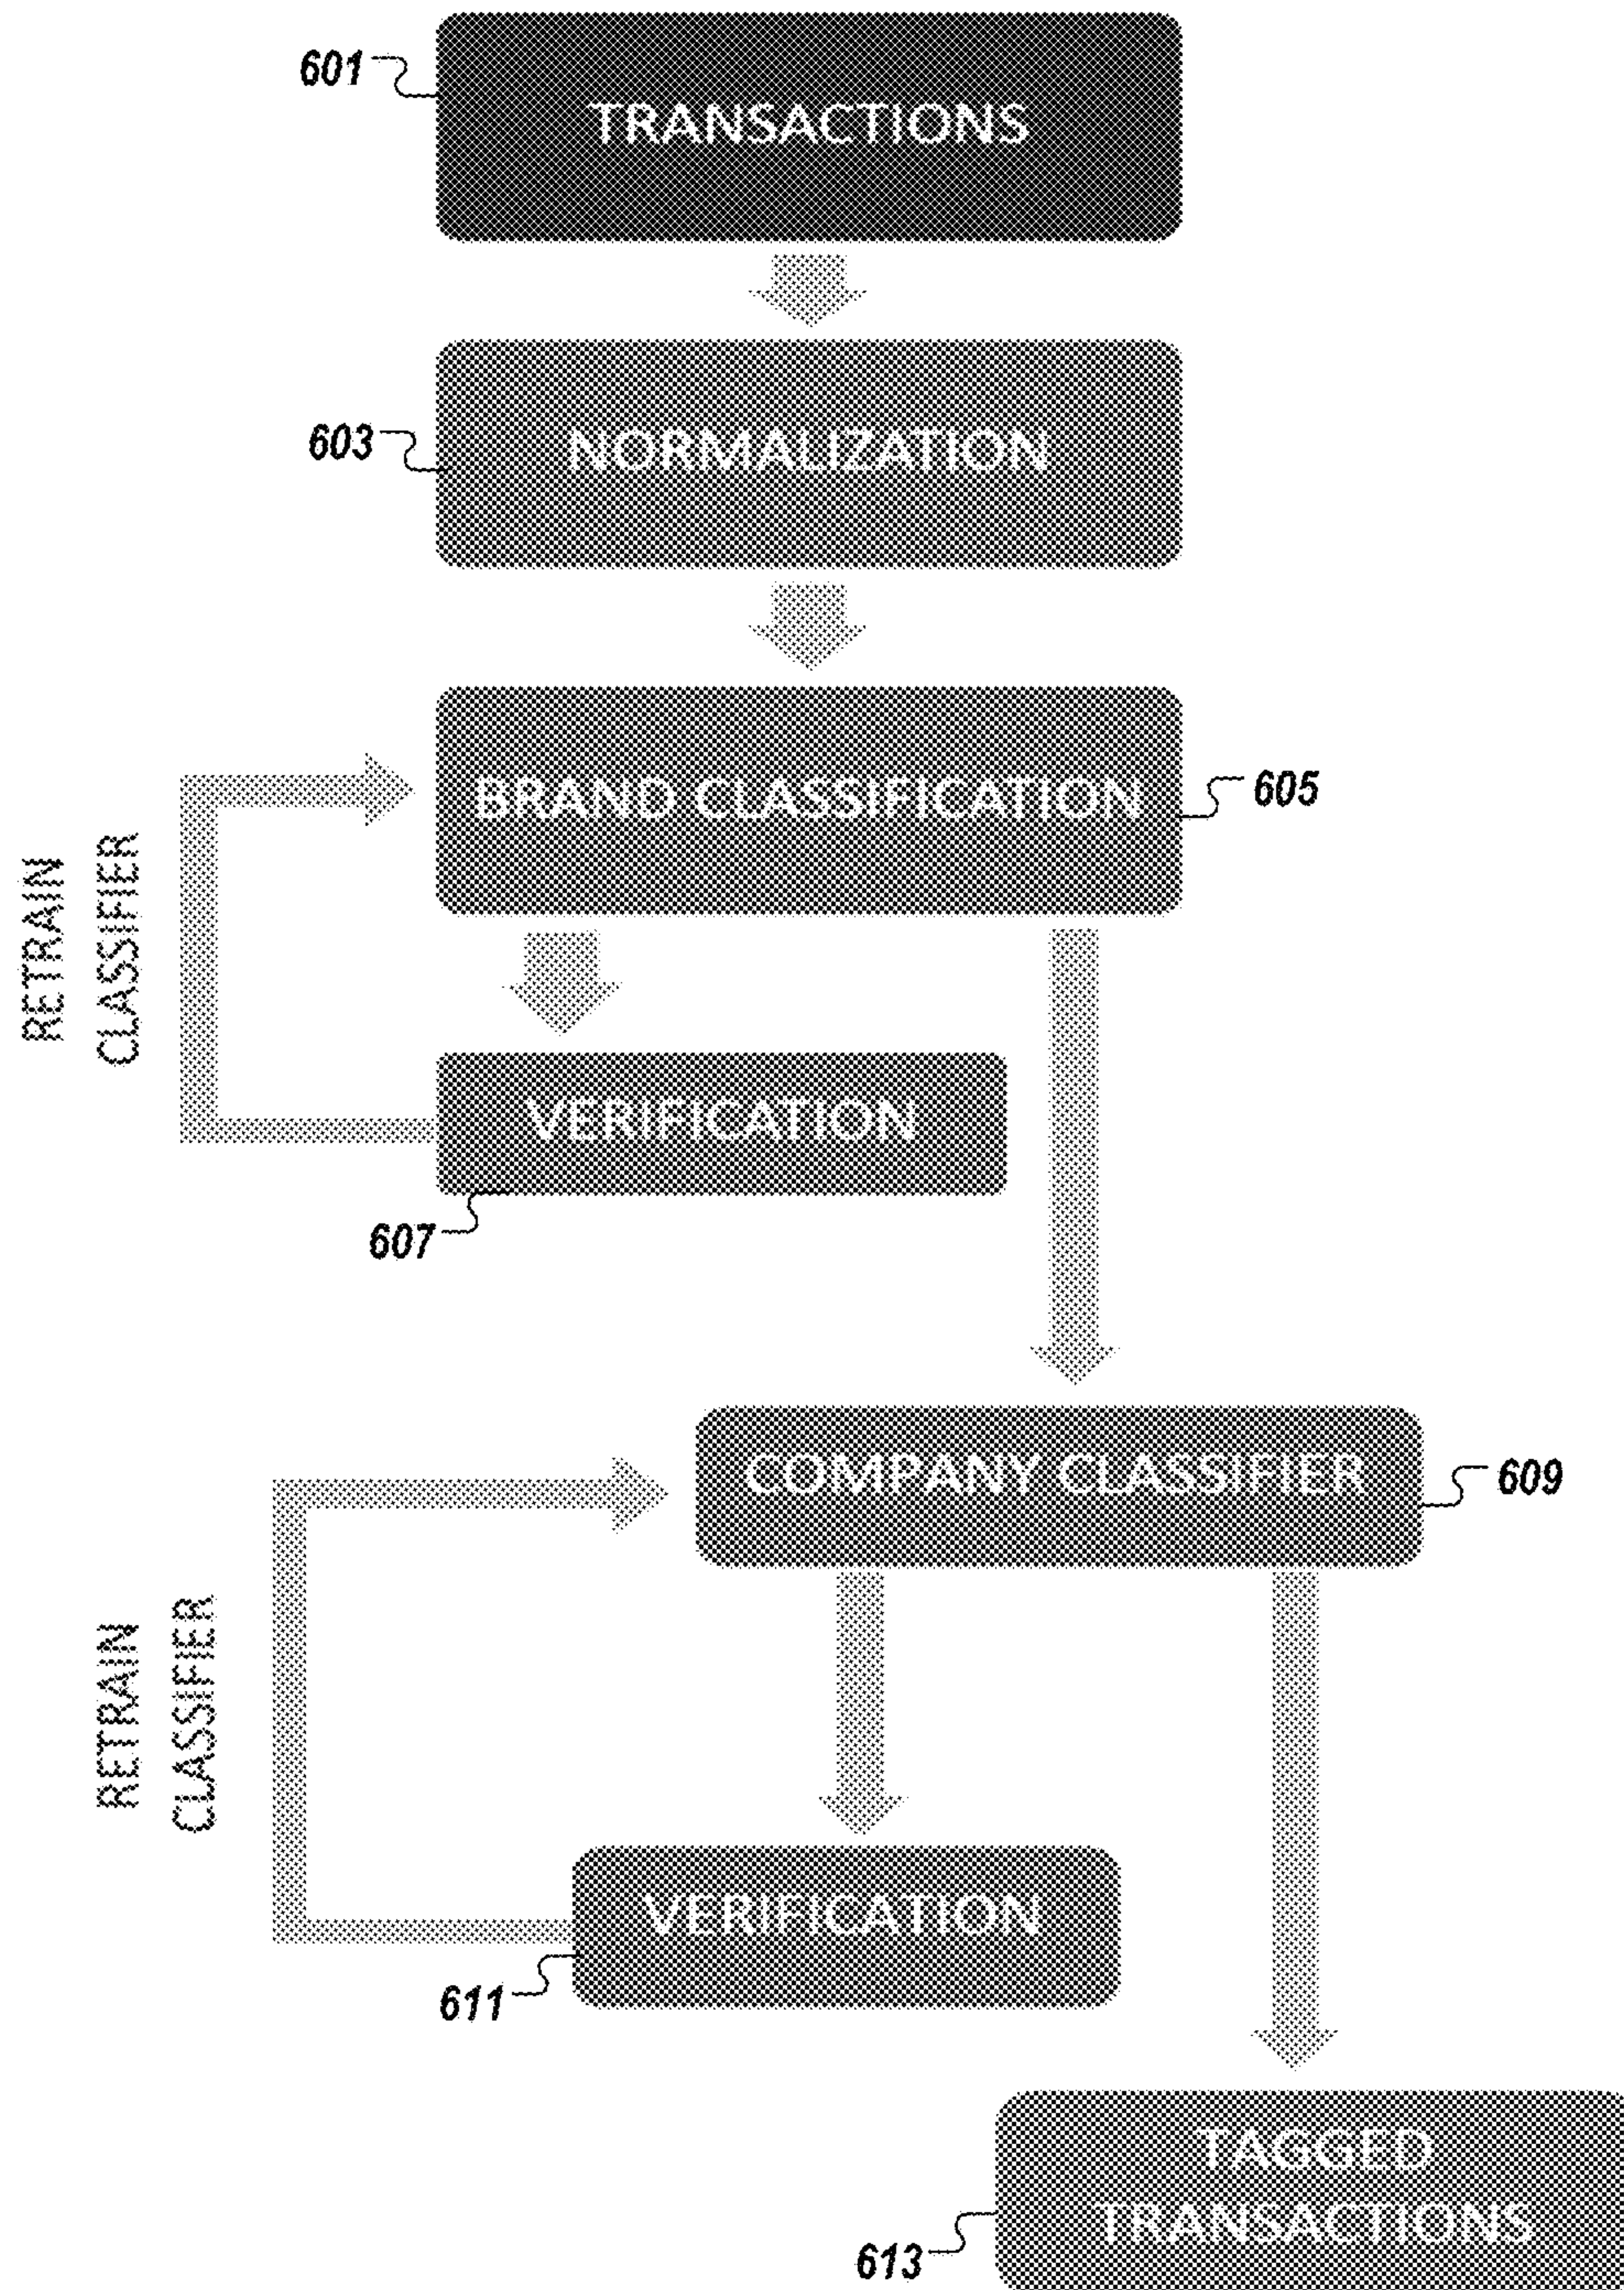 601
TRANSACTIONS
603
NORMALIZATION
BRAND CLASSIFICATION
605
RETRAIN
CLASSIFIER
VERIFICATION
607
COMPANY CLASSIFIER
609
RETRAIN
CLASSIFIER
VERIFICATION
611
TAGGED
TRANSACTIONS
613